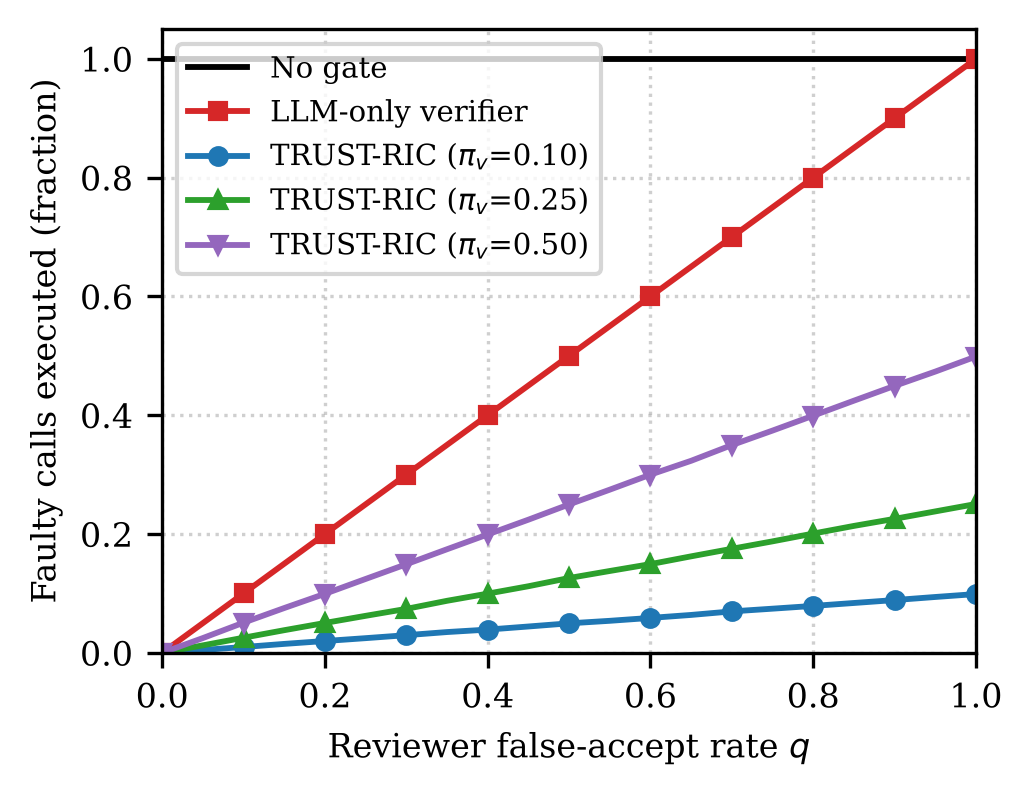 Faulty calls executed (fraction)
1.0
0.8
0.6
0.4
0.2
0.0
No gate
LLM-only verifier
TRUST-RIC (πᵥ=0.10)
TRUST-RIC (πᵥ=0.25)
TRUST-RIC (πᵥ=0.50)
0.0 0.2 0.4 0.6 0.8 1.0
Reviewer false-accept rate q